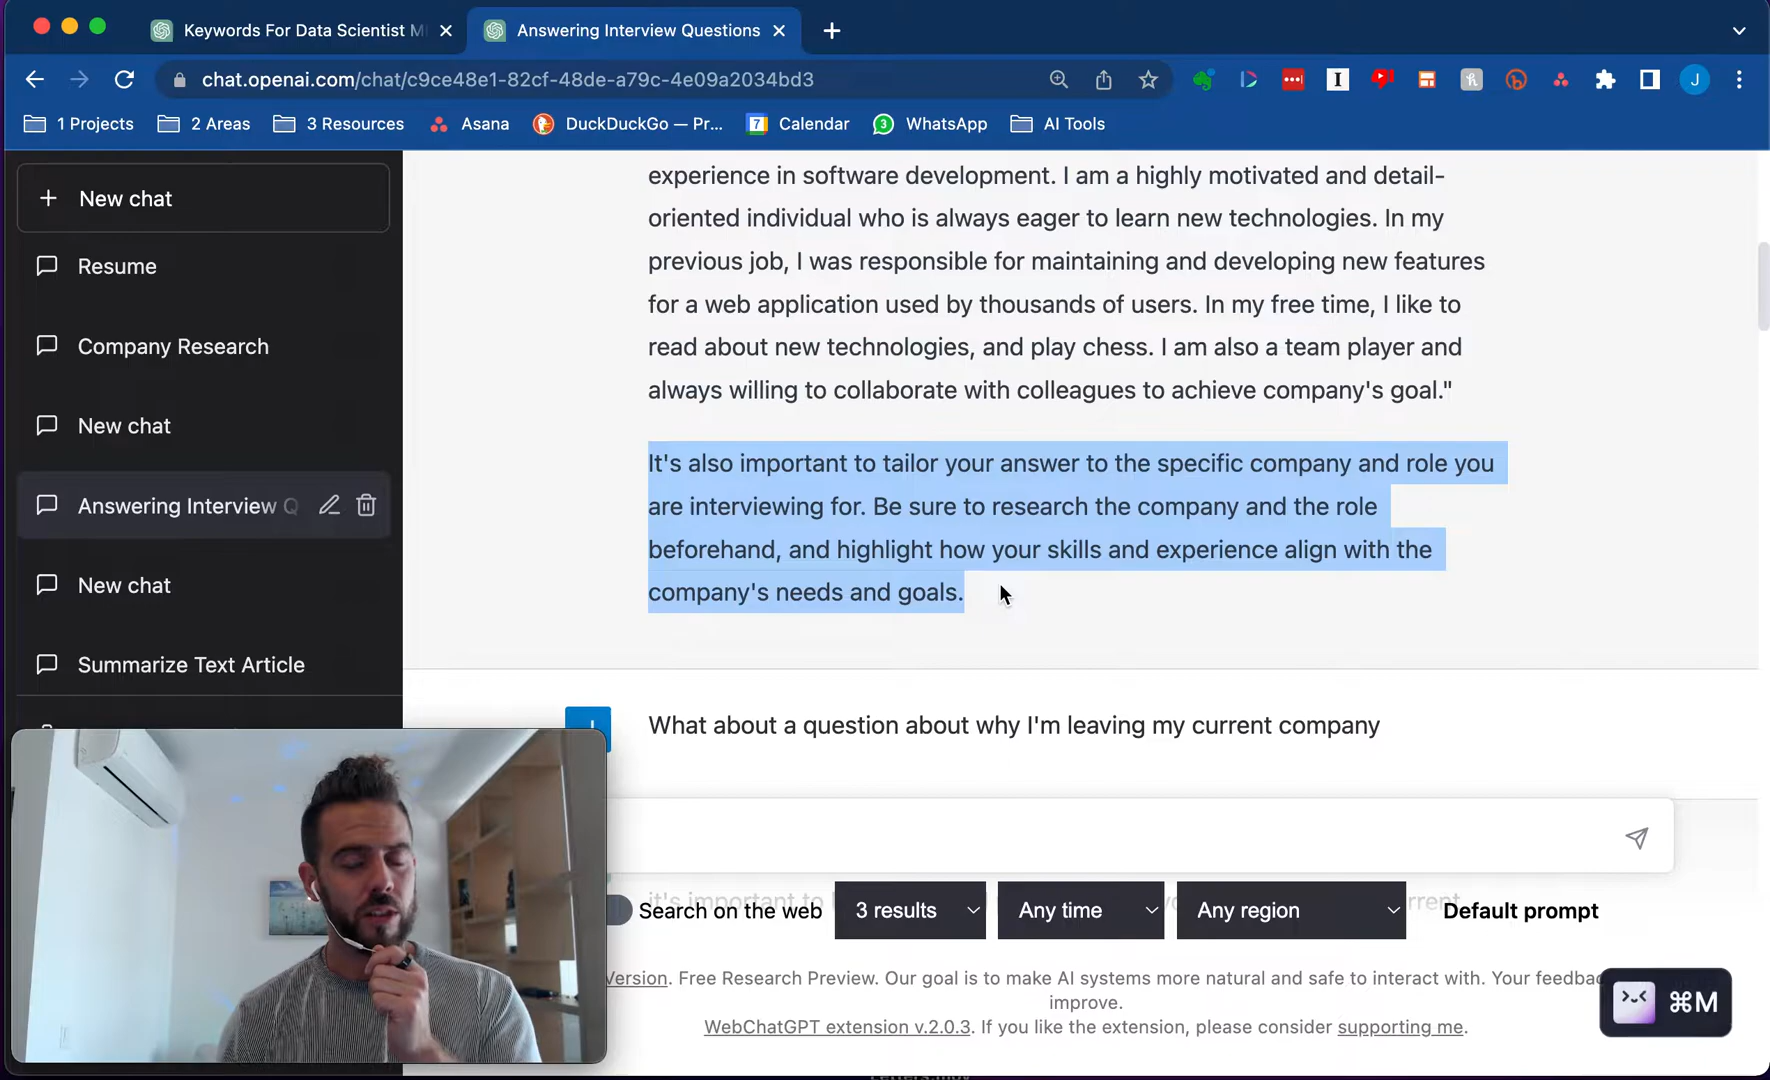 Keywords For Data Scientist M
Answering Interview Questions
chat.openai.com/chat/c9ce48e1-82cf-48de-a79c-4e09a2034bd3
J
1 Projects
2 Areas
3 Resources
Asana
DuckDuckGo — Pr...
7
Calendar
3
WhatsApp
AI Tools
+ New chat
Resume
Company Research
New chat
Answering Interview Q
New chat
Summarize Text Article
experience in software development. I am a highly motivated and detail-
oriented individual who is always eager to learn new technologies. In my
previous job, I was responsible for maintaining and developing new features
for a web application used by thousands of users. In my free time, I like to
read about new technologies, and play chess. I am also a team player and
always willing to collaborate with colleagues to achieve company's goal."
It's also important to tailor your answer to the specific company and role you
are interviewing for. Be sure to research the company and the role
beforehand, and highlight how your skills and experience align with the
company's needs and goals.
What about a question about why I'm leaving my current company
it's important to
Search on the web
3 results
Any time
Any region
Default prompt
Version. Free Research Preview. Our goal is to make AI systems more natural and safe to interact with. Your feedbac
improve.
WebChatGPT extension v.2.0.3. If you like the extension, please consider supporting me.
⌘M